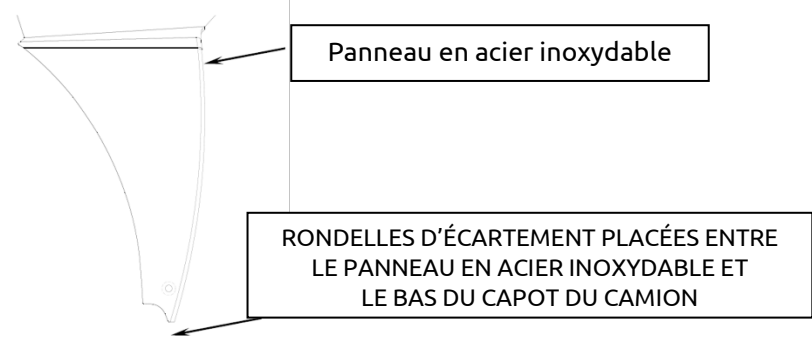 Panneau en acier inoxydable
RONDELLES D’ÉCARTEMENT PLACÉES ENTRE
LE PANNEAU EN ACIER INOXYDABLE ET
LE BAS DU CAPOT DU CAMION